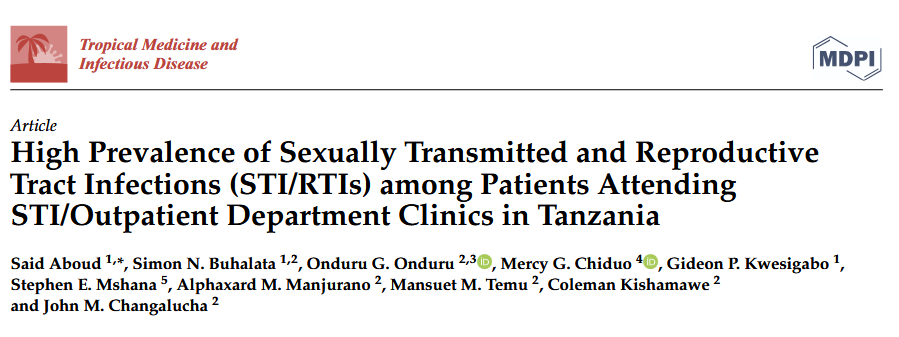 Tropical Medicine and
Infectious Disease
MDPI
Article
High Prevalence of Sexually Transmitted and Reproductive
Tract Infections (STI/RTIs) among Patients Attending
STI/Outpatient Department Clinics in Tanzania
Said Aboud 1,*, Simon N. Buhalata 1,2, Onduru G. Onduru 2,3 iD, Mercy G. Chiduo 4 iD, Gideon P. Kwesigabo 1,
Stephen E. Mshana 5, Alphaxard M. Manjurano 2, Mansuet M. Temu 2, Coleman Kishamawe 2
and John M. Changalucha 2